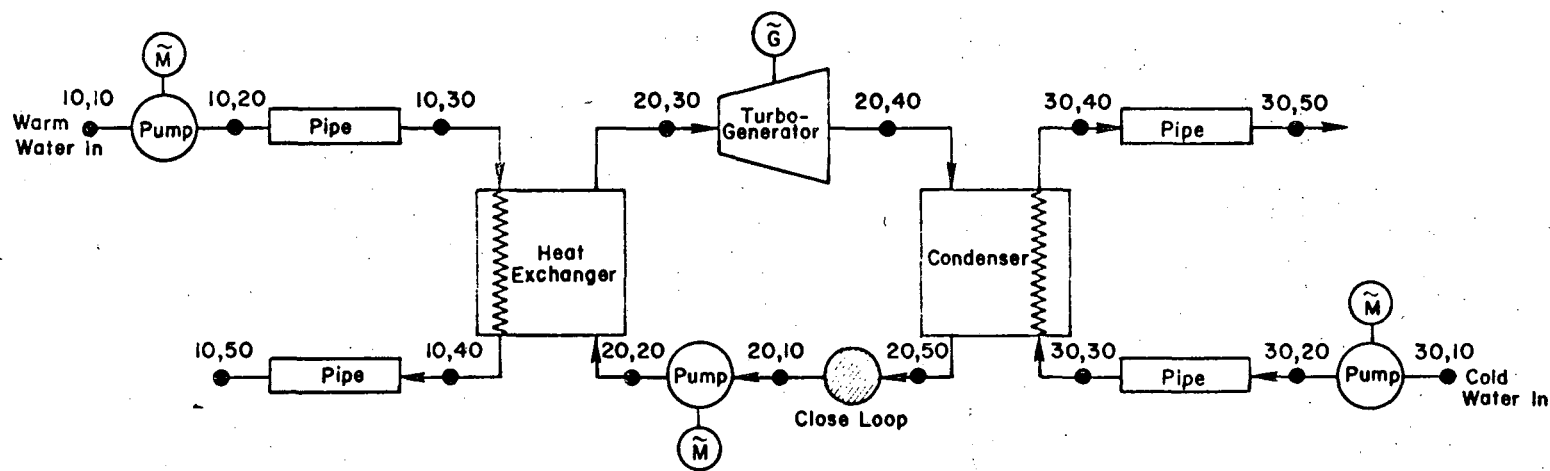 G̃
M̃
10,10
10,20
10,30
20,30
20,40
30,40
30,50
Warm
Water in
Pump
Pipe
Turbo-
Generator
Pipe
Heat
Exchanger
Condenser
M̃
10,50
10,40
20,20
20,10
20,50
30,30
30,20
30,10
Pipe
Pump
Pipe
Pump
Cold
Water In
Close Loop
M̃